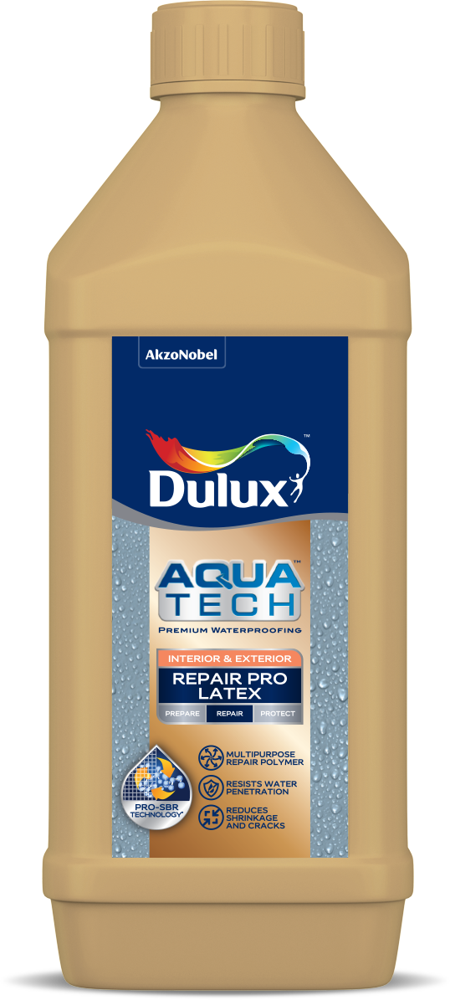 AkzoNobel
Dulux™
AQUA™
TECH
PREMIUM WATERPROOFING
INTERIOR & EXTERIOR
REPAIR PRO
LATEX
PREPARE REPAIR PROTECT
MULTIPURPOSE
REPAIR POLYMER
RESISTS WATER
PENETRATION
REDUCES
SHRINKAGE
AND CRACKS
PRO-SBR
TECHNOLOGY*